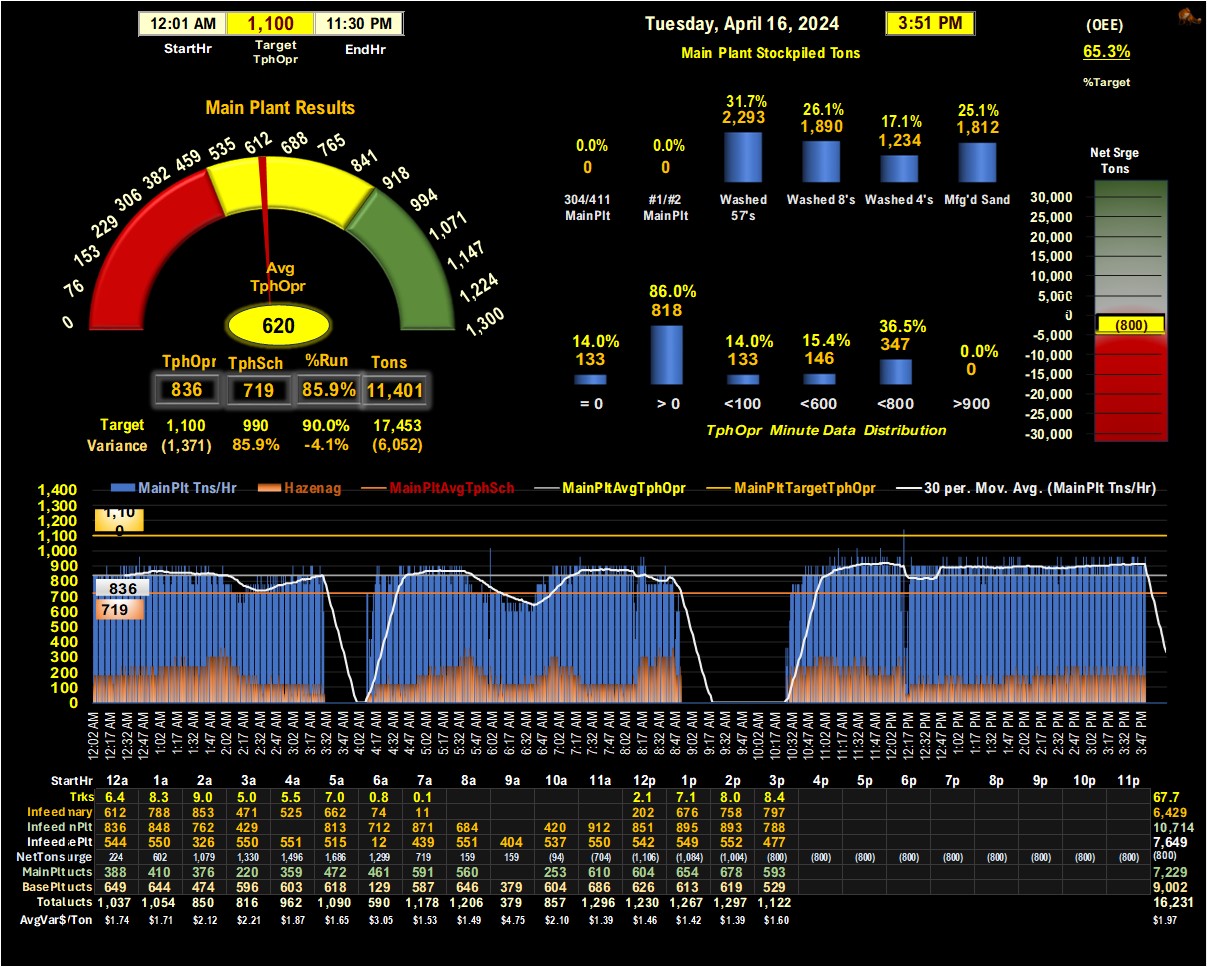 12:01 AM 1,100 11:30 PM
StartHr Target TphOpr EndHr
Tuesday, April 16, 2024 3:51 PM
(OEE)
65.3%
%Target
Main Plant Stockpiled Tons
31.7% 26.1% 17.1% 25.1%
2,293 1,890 1,234 1,812
0.0% 0.0%
0 0
304/411 MainPlt #1/#2 MainPlt Washed 57's Washed 8's Washed 4's Mfg'd Sand
Main Plant Results
0 76 153 229 306 382 459 535 612 688 765 841 918 994 1,071 1,147 1,224 1,300
Avg
TphOpr
620
TphOpr TphSch %Run Tons
836 719 85.9% 11,401
Target 1,100 990 90.0% 17,453
Variance (1,371) 85.9% -4.1% (6,052)
14.0% 86.0% 14.0% 15.4% 36.5% 0.0%
133 818 133 146 347 0
= 0 > 0 <100 <600 <800 >900
TphOpr Minute Data Distribution
Net Srge
Tons
30,000
25,000
20,000
15,000
10,000
5,000
0
(800)
-5,000
-10,000
-15,000
-20,000
-25,000
-30,000
MainPlt Tns/Hr Hazenag MainPltAvgTphSch MainPltAvgTphOpr MainPltTargetTphOpr 30 per. Mov. Avg. (MainPlt Tns/Hr)
1,400
1,300
1,200
1,100
1,000
900
800
700
600
500
400
300
200
100
0
1,100
836
719
12:02 AM 12:17 AM 12:32 AM 12:47 AM 1:02 AM 1:17 AM 1:32 AM 1:47 AM 2:02 AM 2:17 AM 2:32 AM 2:47 AM 3:02 AM 3:17 AM 3:32 AM 3:47 AM 4:02 AM 4:17 AM 4:32 AM 4:47 AM 5:02 AM 5:17 AM 5:32 AM 5:47 AM 6:02 AM 6:17 AM 6:32 AM 6:47 AM 7:02 AM 7:17 AM 7:32 AM 7:47 AM 8:02 AM 8:17 AM 8:32 AM 8:47 AM 9:02 AM 9:17 AM 9:32 AM 9:47 AM 10:02 AM 10:17 AM 10:32 AM 10:47 AM 11:02 AM 11:17 AM 11:32 AM 11:47 AM 12:02 PM 12:17 PM 12:32 PM 12:47 PM 1:02 PM 1:17 PM 1:32 PM 1:47 PM 2:02 PM 2:17 PM 2:32 PM 2:47 PM 3:02 PM 3:17 PM 3:32 PM 3:47 PM
StartHr 12a 1a 2a 3a 4a 5a 6a 7a 8a 9a 10a 11a 12p 1p 2p 3p 4p 5p 6p 7p 8p 9p 10p 11p
Trks 6.4 8.3 9.0 5.0 5.5 7.0 0.8 0.1 2.1 7.1 8.0 8.4 67.7
Infeed mary 612 788 853 471 525 662 74 11 202 676 758 797 6,429
Infeed nPlt 836 848 762 429 813 712 871 684 420 912 851 895 893 788 10,714
Infeed ePlt 544 550 326 550 551 515 12 439 551 404 537 550 542 549 552 477 7,649
NetTons urge 224 602 1,079 1,330 1,496 1,686 1,299 719 159 159 (94) (704) (1,106) (1,084) (1,004) (800) (800) (800) (800) (800) (800) (800) (800) (800) (800)
MainPlt ucts 388 410 376 220 359 472 461 591 560 253 610 604 654 678 593 7,229
BasePlt ucts 649 644 474 596 603 618 129 587 646 379 604 686 626 613 619 529 9,002
Total ucts 1,037 1,054 850 816 962 1,090 590 1,178 1,206 379 857 1,296 1,230 1,267 1,297 1,122 16,231
AvgVar$/Ton $1.74 $1.71 $2.12 $2.21 $1.87 $1.65 $3.05 $1.53 $1.49 $4.75 $2.10 $1.39 $1.46 $1.42 $1.39 $1.60 $1.97